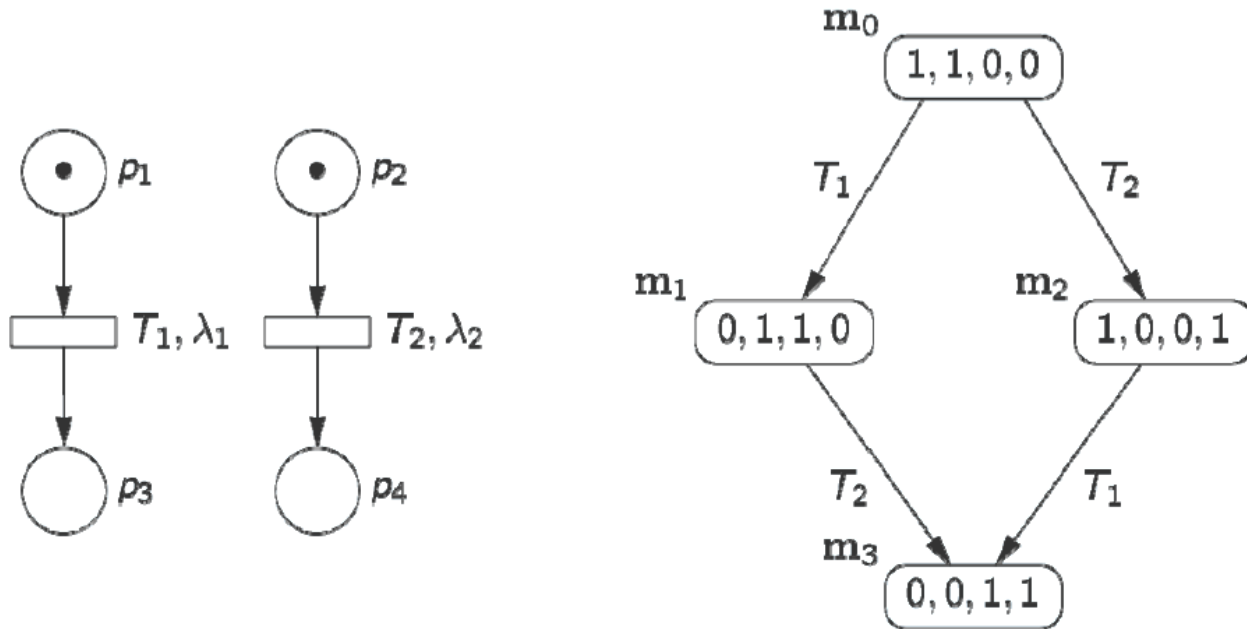 p₁
p₂
T₁, λ₁
T₂, λ₂
p₃
p₄
m₀
1, 1, 0, 0
T₁
T₂
m₁
0, 1, 1, 0
m₂
1, 0, 0, 1
T₂
T₁
m₃
0, 0, 1, 1